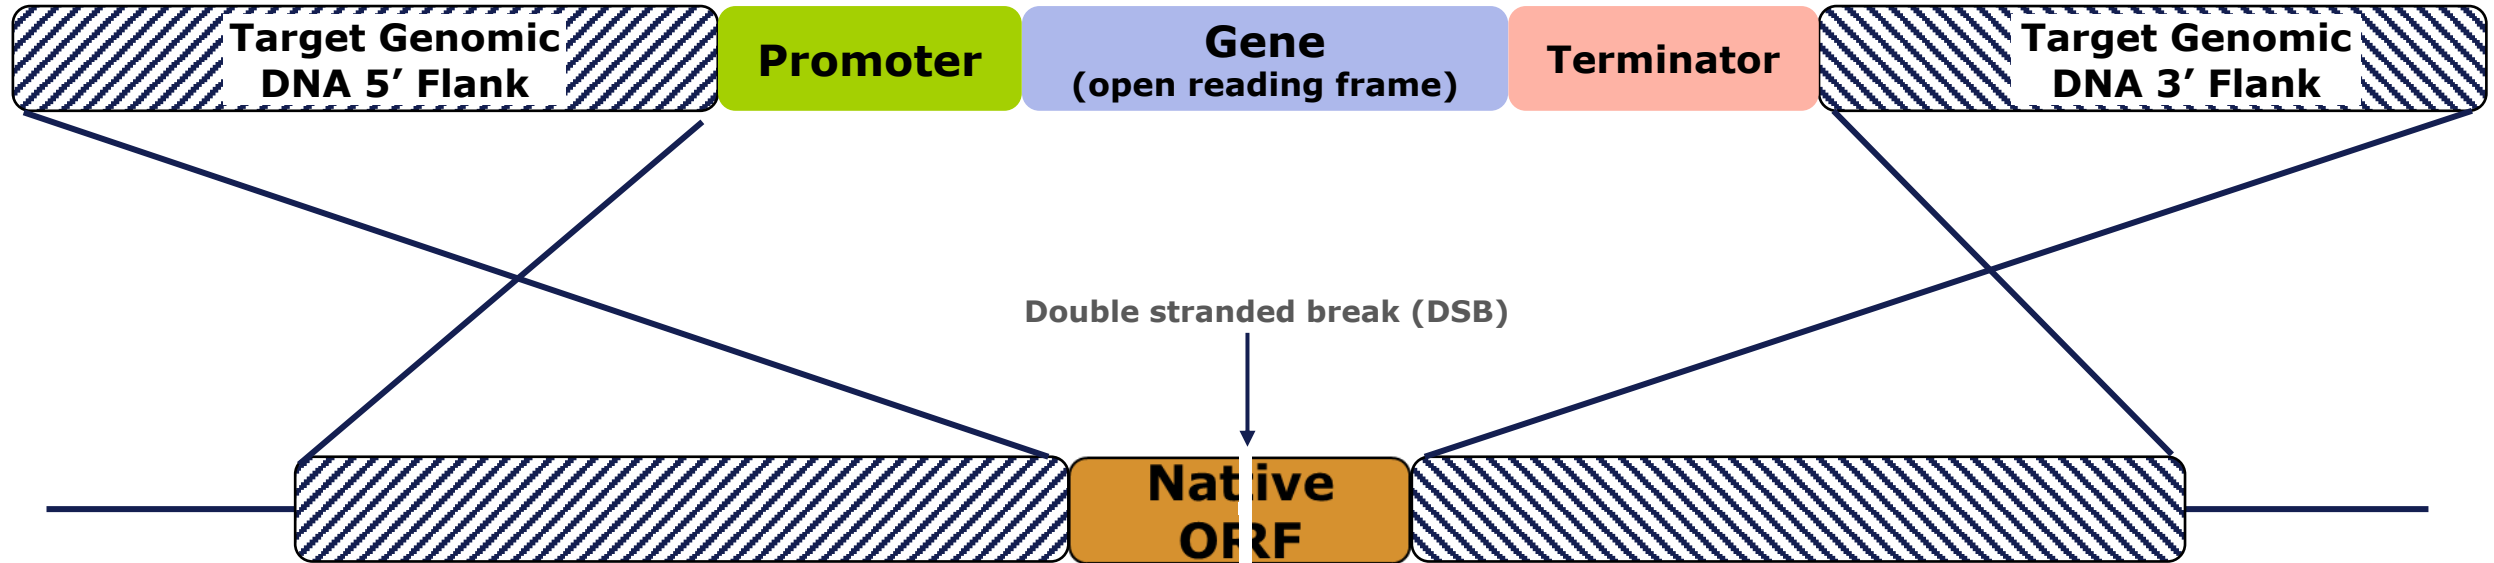 Target Genomic
DNA 5’ Flank
Promoter
Gene
(open reading frame)
Terminator
Target Genomic
DNA 3’ Flank
Double stranded break (DSB)
Native
ORF